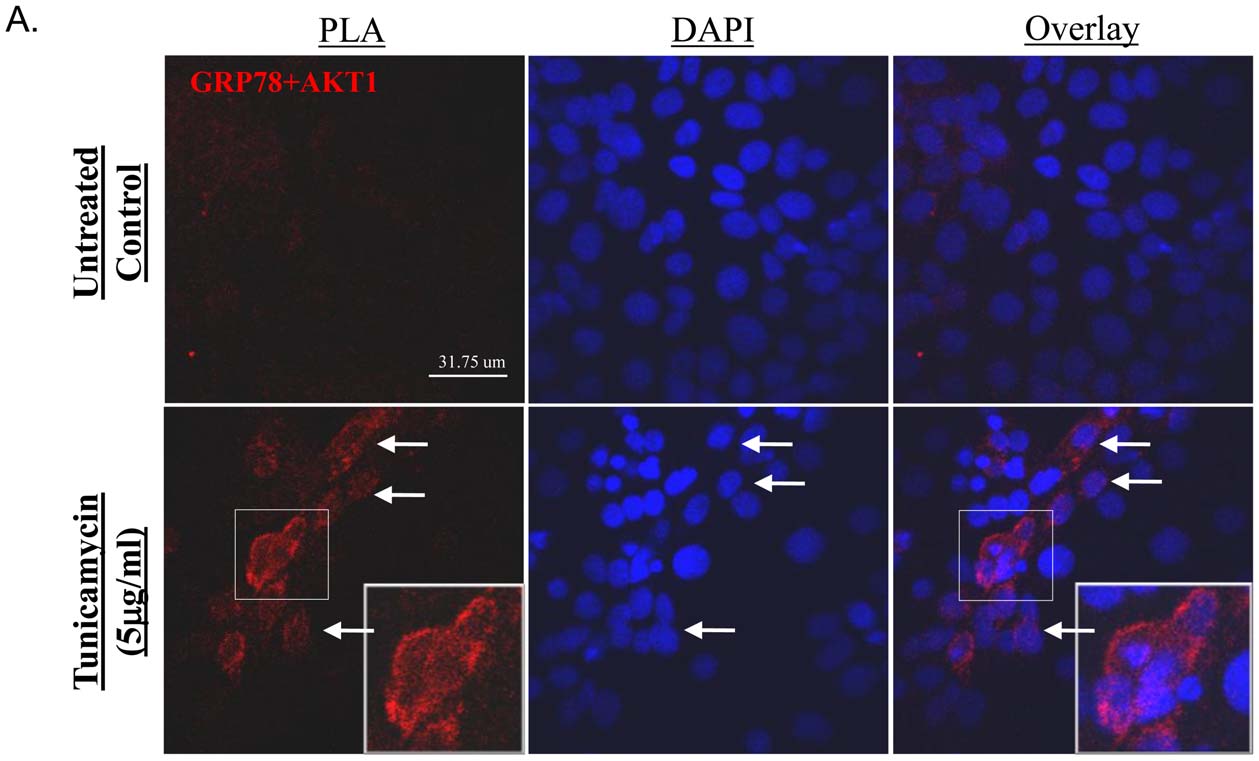 A.
PLA
DAPI
Overlay
Untreated
Control
GRP78+AKT1
31.75 um
Tunicamycin
(5µg/ml)